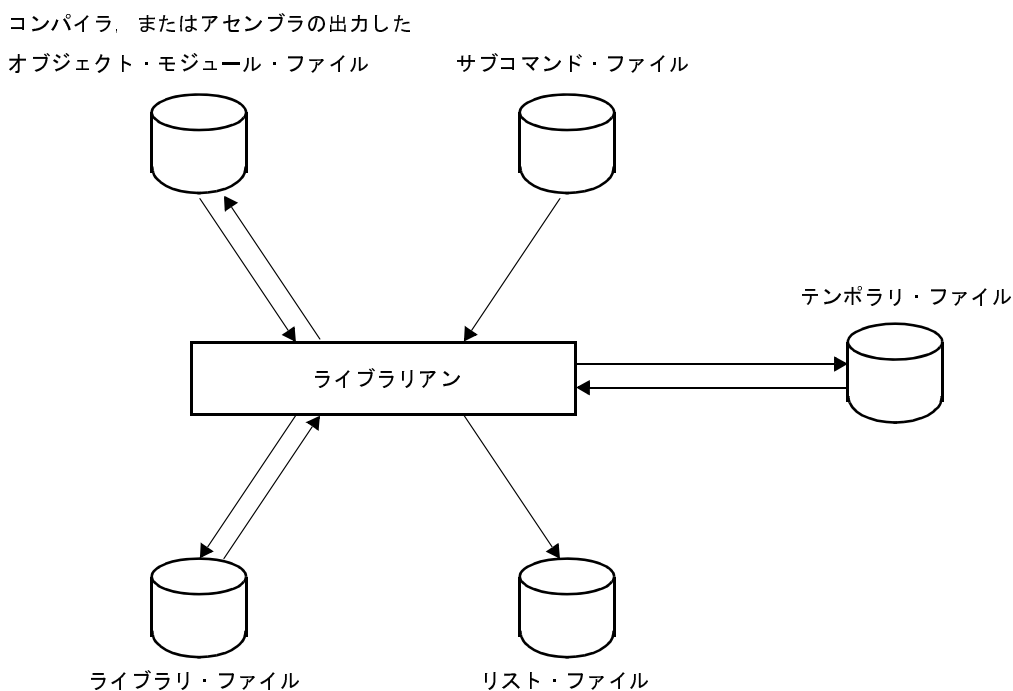 コンパイラ，またはアセンブラの出力した
オブジェクト・モジュール・ファイル
サブコマンド・ファイル
テンポラリ・ファイル
ライブラリアン
ライブラリ・ファイル
リスト・ファイル